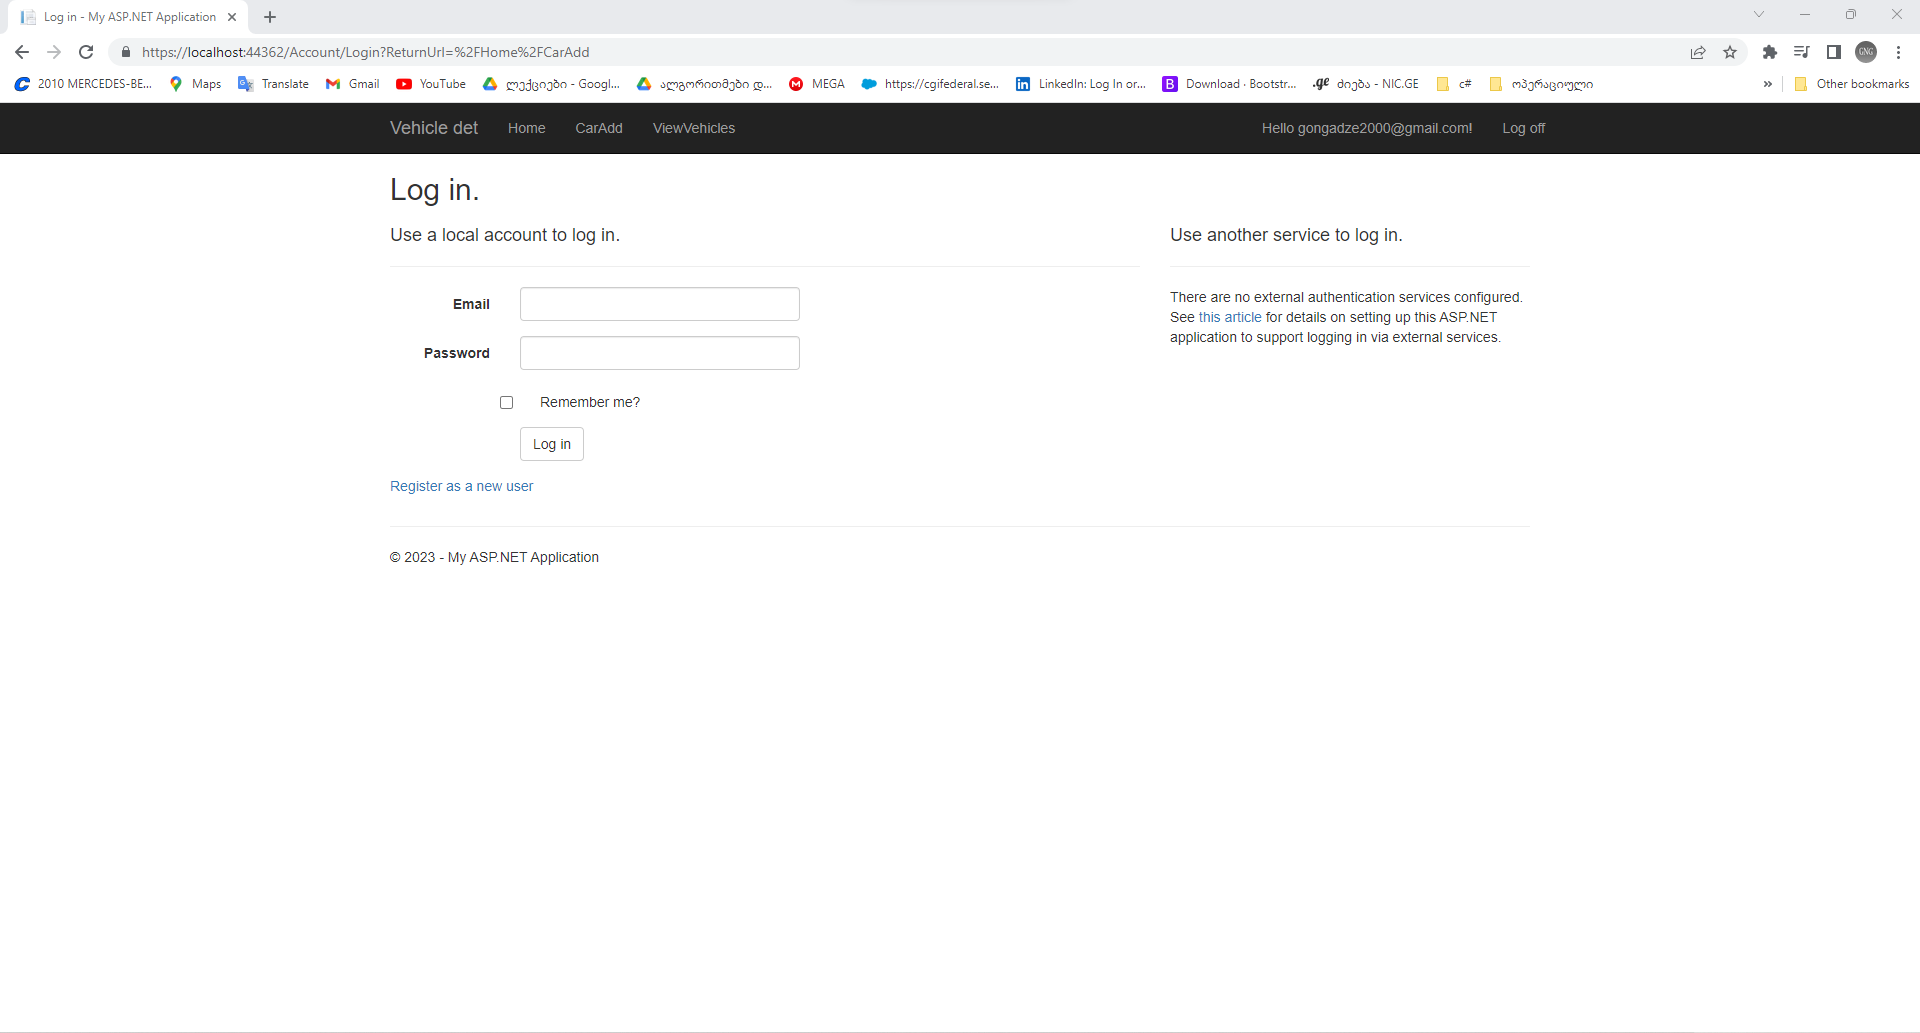 Log in - My ASP.NET Application
https://localhost:44362/Account/Login?ReturnUrl=%2FHome%2FCarAdd
GNG
2010 MERCEDES-BE... Maps Translate Gmail YouTube ლექციები - Googl... ალგორითმები დ... MEGA https://cgifederal.se... LinkedIn: Log In or... Download · Bootstr... .ge ძიება - NIC.GE c# ოპერაციული » Other bookmarks
Vehicle det Home CarAdd ViewVehicles Hello gongadze2000@gmail.com! Log off
Log in.
Use a local account to log in.
Email
Password
Remember me?
Log in
Register as a new user
Use another service to log in.
There are no external authentication services configured.
See this article for details on setting up this ASP.NET
application to support logging in via external services.
© 2023 - My ASP.NET Application